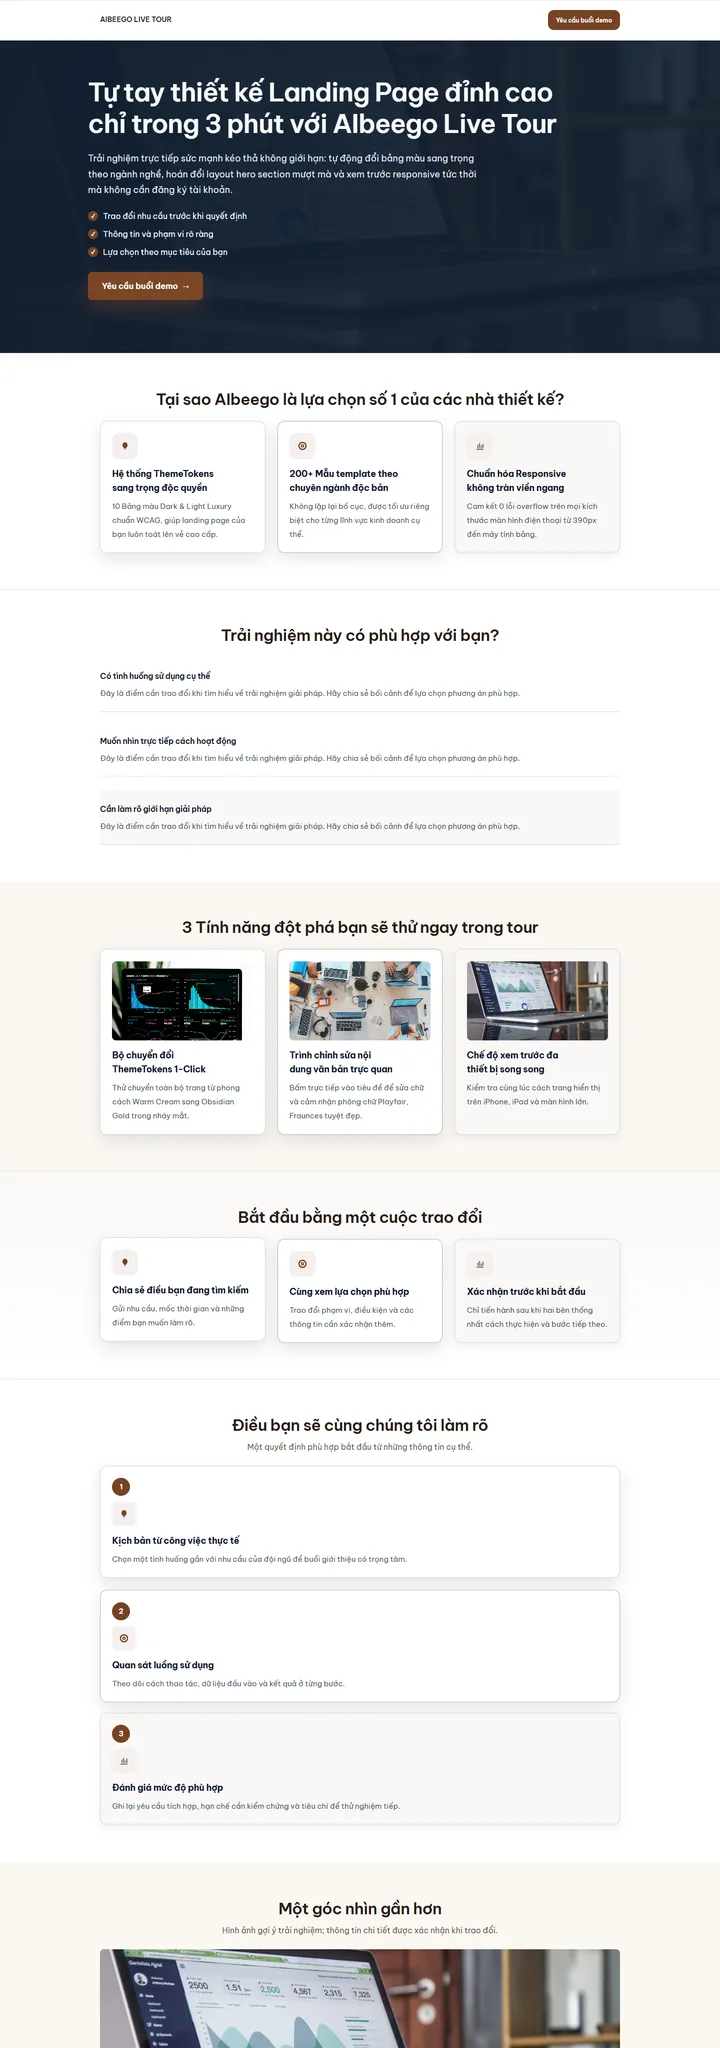 AIBEEGO LIVE TOUR
Yêu cầu buổi demo
Tự tay thiết kế Landing Page đỉnh cao
chỉ trong 3 phút với AIbeego Live Tour
Trải nghiệm trực tiếp sức mạnh kéo thả không giới hạn: tự động đổi bảng màu sang trọng
theo ngành nghề, hoán đổi layout hero section mượt mà và xem trước responsive tức thời
mà không cần đăng ký tài khoản.
Trao đổi nhu cầu trước khi quyết định
Thông tin và phạm vi rõ ràng
Lựa chọn theo mục tiêu của bạn
Yêu cầu buổi demo →
Tại sao AIbeego là lựa chọn số 1 của các nhà thiết kế?
Hệ thống ThemeTokens
sang trọng độc quyền
10 Bảng màu Dark & Light Luxury
chuẩn WCAG, giúp landing page của
bạn luôn toát lên vẻ cao cấp.
200+ Mẫu template theo
chuyên ngành độc bản
Không lặp lại bố cục, được tối ưu riêng
biệt cho từng lĩnh vực kinh doanh cụ
thể.
Chuẩn hóa Responsive
không tràn viền ngang
Cam kết 0 lỗi overflow trên mọi kích
thước màn hình điện thoại từ 390px
đến máy tính bảng.
Trải nghiệm này có phù hợp với bạn?
Có tình huống sử dụng cụ thể
Đây là điểm cần trao đổi khi tìm hiểu về trải nghiệm giải pháp. Hãy chia sẻ bối cảnh để lựa chọn phương án phù hợp.
Muốn nhìn trực tiếp cách hoạt động
Đây là điểm cần trao đổi khi tìm hiểu về trải nghiệm giải pháp. Hãy chia sẻ bối cảnh để lựa chọn phương án phù hợp.
Cần làm rõ giới hạn giải pháp
Đây là điểm cần trao đổi khi tìm hiểu về trải nghiệm giải pháp. Hãy chia sẻ bối cảnh để lựa chọn phương án phù hợp.
3 Tính năng đột phá bạn sẽ thử ngay trong tour
Bộ chuyển đổi
ThemeTokens 1-Click
Thử chuyển toàn bộ trang từ phong
cách Warm Cream sang Obsidian
Gold trong nháy mắt.
Trình chỉnh sửa nội
dung văn bản trực quan
Bấm trực tiếp vào tiêu đề để sửa chữ
và cảm nhận phông chữ Playfair,
Fraunces tuyệt đẹp.
Chế độ xem trước đa
thiết bị song song
Kiểm tra cùng lúc cách trang hiển thị
trên iPhone, iPad và màn hình lớn.
Bắt đầu bằng một cuộc trao đổi
Chia sẻ điều bạn đang tìm kiếm
Gửi nhu cầu, mốc thời gian và những
điểm bạn muốn làm rõ.
Cùng xem lựa chọn phù hợp
Trao đổi phạm vi, điều kiện và các
thông tin cần xác nhận thêm.
Xác nhận trước khi bắt đầu
Chỉ tiến hành sau khi hai bên thống
nhất cách thực hiện và bước tiếp theo.
Điều bạn sẽ cùng chúng tôi làm rõ
Một quyết định phù hợp bắt đầu từ những thông tin cụ thể.
1
Kịch bản từ công việc thực tế
Chọn một tình huống gần với nhu cầu của đội ngũ để buổi giới thiệu có trọng tâm.
2
Quan sát luồng sử dụng
Theo dõi cách thao tác, dữ liệu đầu vào và kết quả ở từng bước.
3
Đánh giá mức độ phù hợp
Ghi lại yêu cầu tích hợp, hạn chế cần kiểm chứng và tiêu chí để thử nghiệm tiếp.
Một góc nhìn gần hơn
Hình ảnh gợi ý trải nghiệm; thông tin chi tiết được xác nhận khi trao đổi.
2500
1.51
2,500
4,567
2,315
7,325